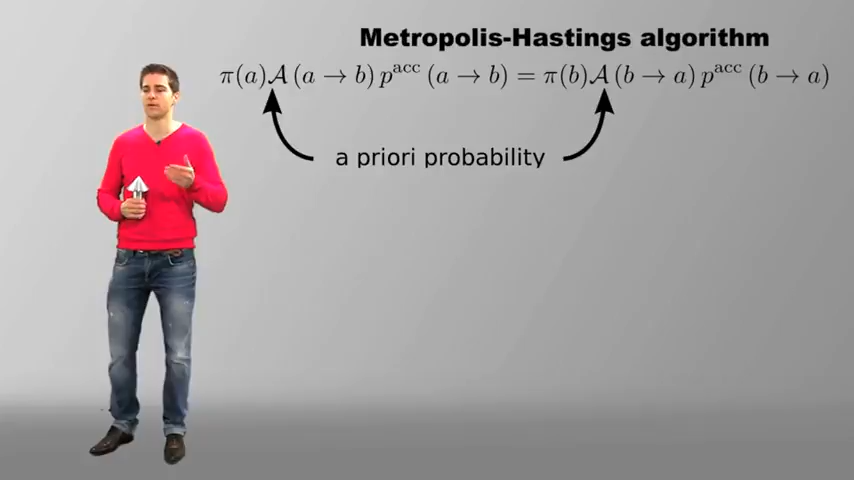 Metropolis-Hastings algorithm
π(a)𝒜(a → b) p^acc (a → b) = π(b)𝒜(b → a) p^acc (b → a)
a priori probability